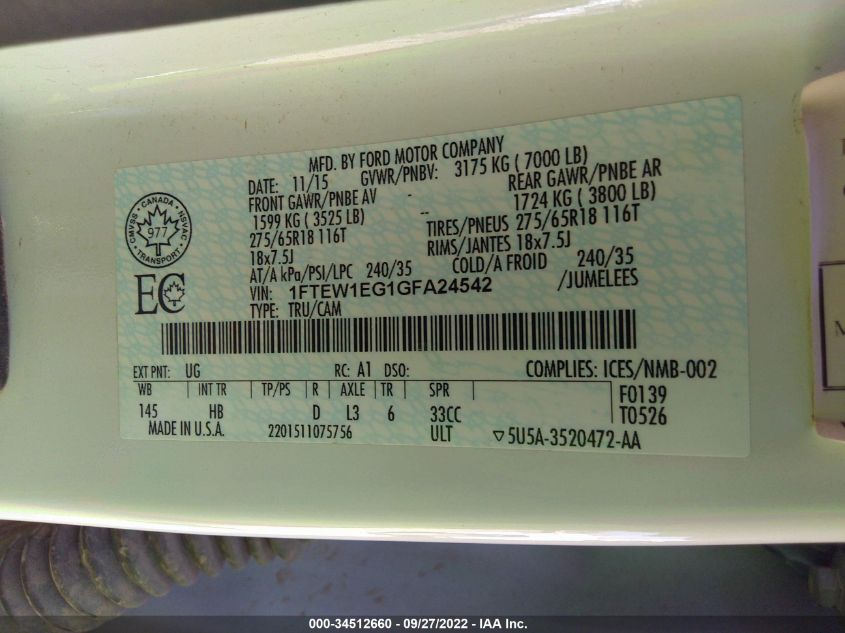 MFD. BY FORD MOTOR COMPANY
DATE: 11/15 GVWR/PNBV: 3175 KG ( 7000 LB)
FRONT GAWR/PNBE AV REAR GAWR/PNBE AR
1599 KG ( 3525 LB) -- 1724 KG ( 3800 LB)
275/65R18 116T TIRES/PNEUS 275/65R18 116T
18x7.5J -- RIMS/JANTES 18x7.5J
AT/A kPa/PSI/LPC 240/35 COLD/A FROID 240/35
VIN: 1FTEW1EG1GFA24542 /JUMELEES
TYPE: TRU/CAM
CMVSS • CANADA • NSVAC • TRANSPORT •
977
EC
EXT PNT: UG RC: A1 DSO: COMPLIES: ICES/NMB-002
WB INT TR TP/PS R AXLE TR SPR F0139
145 HB D L3 6 33CC T0526
MADE IN U.S.A. 2201511075756 ULT ▽5U5A-3520472-AA
000-34512660 - 09/27/2022 - IAA Inc.